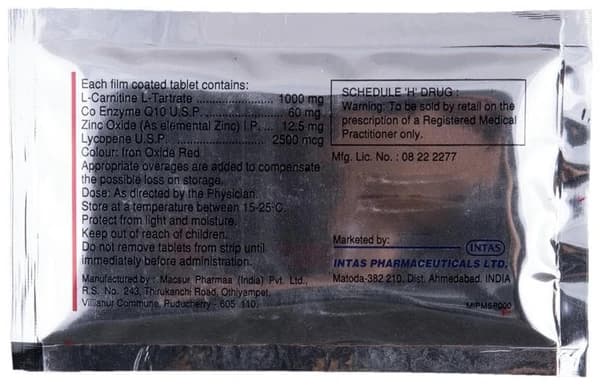 Each film coated tablet contains:
L-Carnitine L-Tartrate .................... 1000 mg
Co Enzyme Q10 U.S.P. .................. 60 mg
Zinc Oxide (As elemental Zinc) I.P. ... 12.5 mg
Lycopene U.S.P. ........................ 2500 mcg
Colour: Iron Oxide Red
Appropriate overages are added to compensate
the possible loss on storage.
Dose: As directed by the Physician.
Store at a temperature between 15-25°C.
Protect from light and moisture.
Keep out of reach of children.
Do not remove tablets from strip until
immediately before administration.
Manufactured by : Macsur Pharmaa (India) Pvt. Ltd.,
R.S. No. 243, Thirukanchi Road, Othiyampet,
Villianur Commune, Puducherry - 605 110.
SCHEDULE 'H' DRUG :
Warning: To be sold by retail on the
prescription of a Registered Medical
Practitioner only.
Mfg. Lic. No. : 08 22 2277
Marketed by:
INTAS
INTAS PHARMACEUTICALS LTD.
Matoda-382 210, Dist. Ahmedabad. INDIA